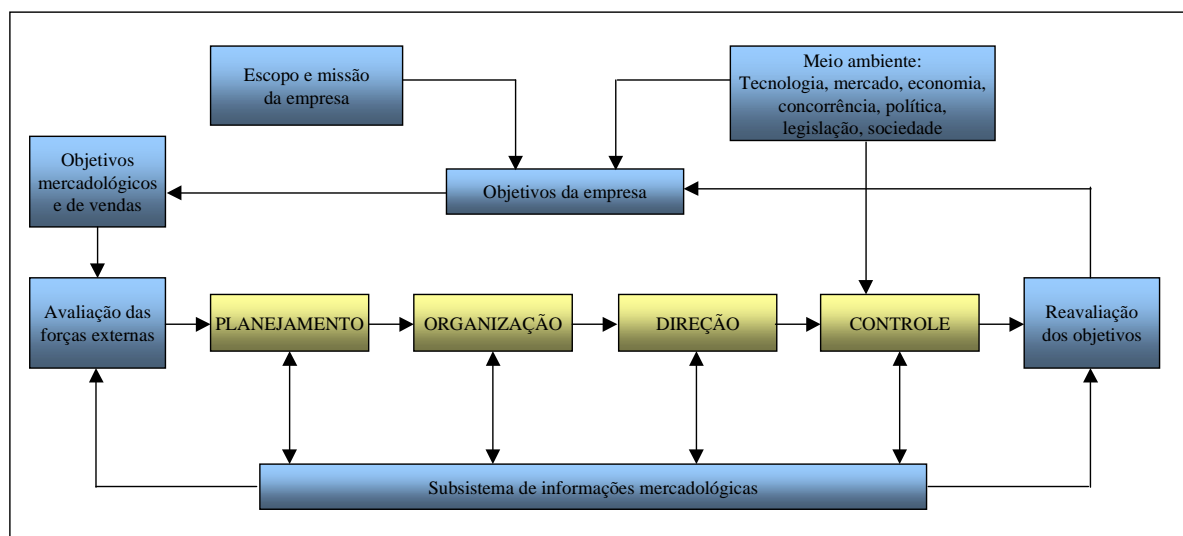 Escopo e missão
da empresa
Meio ambiente:
Tecnologia, mercado, economia,
concorrência, política,
legislação, sociedade
Objetivos
mercadológicos
e de vendas
Objetivos da empresa
Avaliação das
forças externas
PLANEJAMENTO
ORGANIZAÇÃO
DIREÇÃO
CONTROLE
Reavaliação
dos objetivos
Subsistema de informações mercadológicas